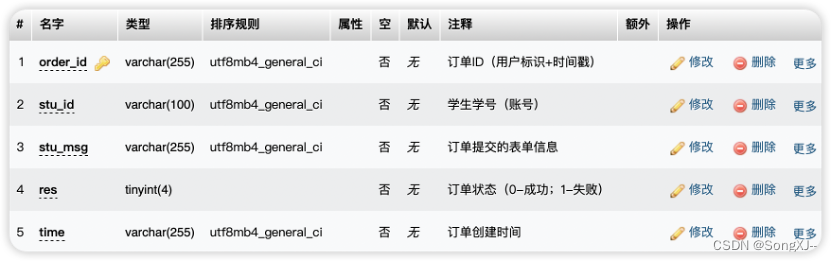 # 名字 类型 排序规则 属性 空 默认 注释 额外 操作
1 order_id varchar(255) utf8mb4_general_ci 否 无 订单ID（用户标识+时间戳） 修改 删除 更多
2 stu_id varchar(100) utf8mb4_general_ci 否 无 学生学号（账号） 修改 删除 更多
3 stu_msg varchar(255) utf8mb4_general_ci 否 无 订单提交的表单信息 修改 删除 更多
4 res tinyint(4) 否 无 订单状态（0-成功；1-失败） 修改 删除 更多
5 time varchar(255) utf8mb4_general_ci 否 无 订单创建时间 修改 删除 更多
CSDN @SongXJ--